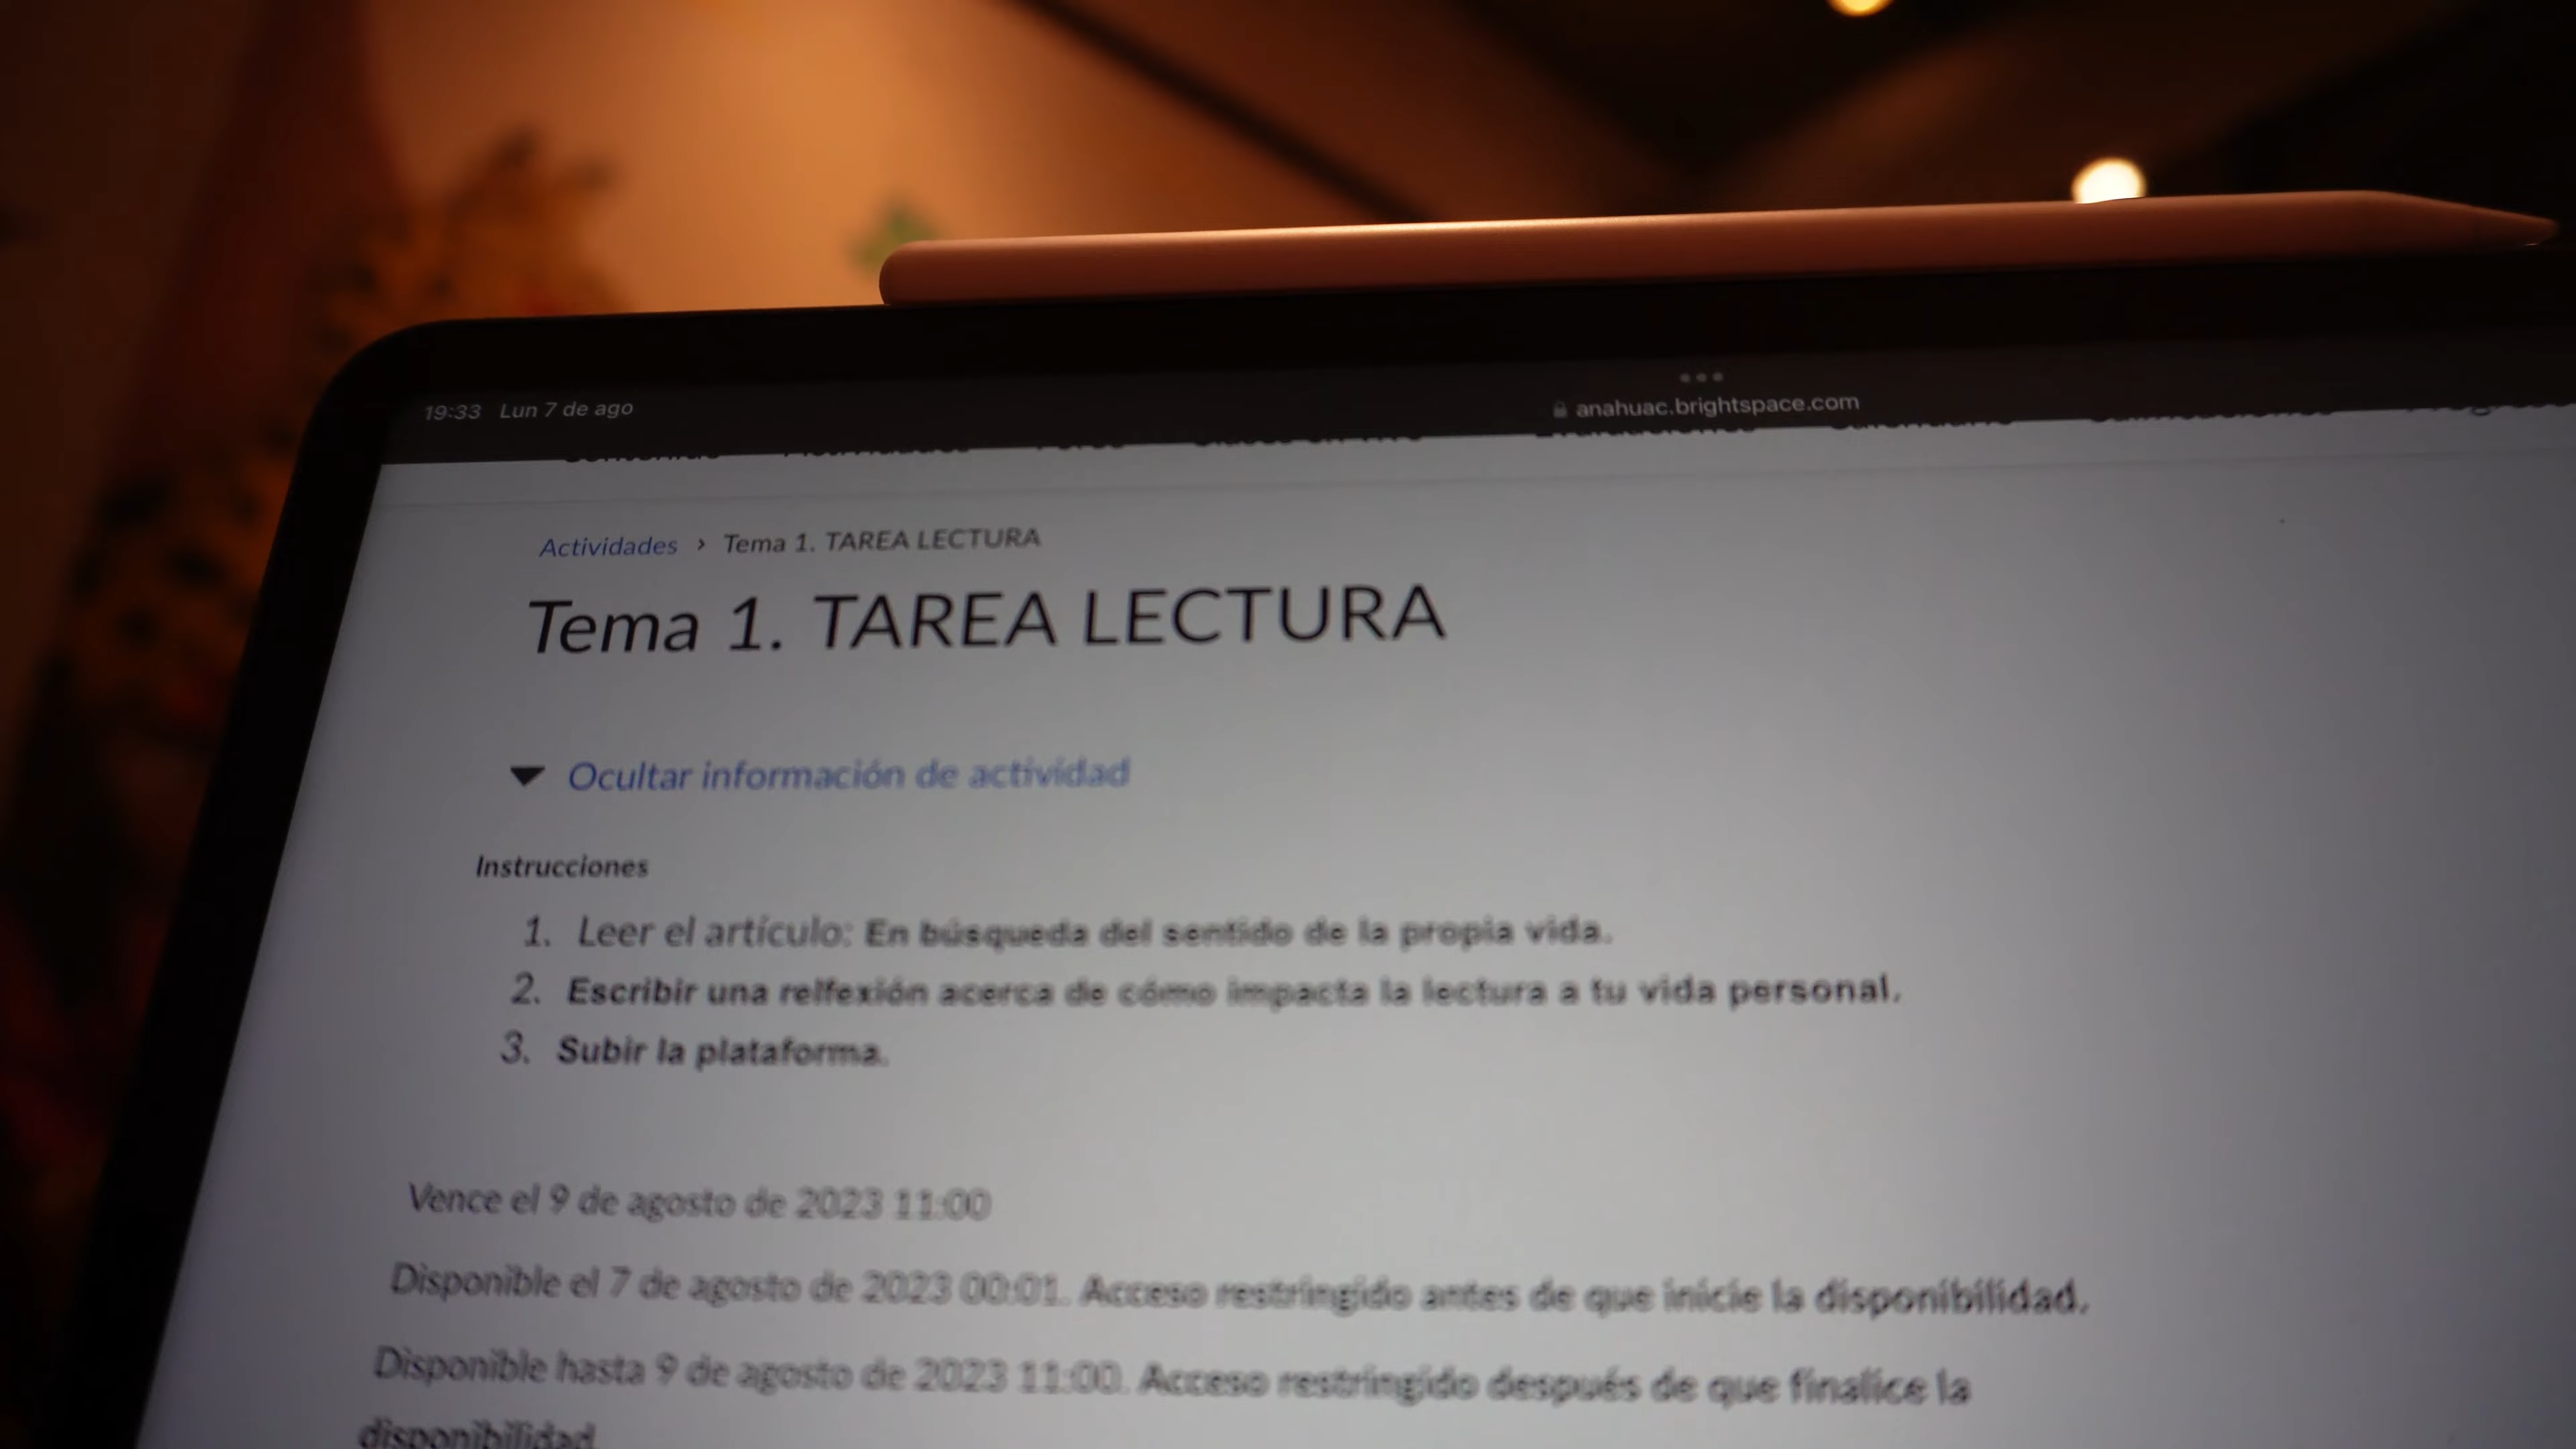 19:33 Lun 7 de ago
anahuac.brightspace.com
Actividades › Tema 1. TAREA LECTURA
Tema 1. TAREA LECTURA
Ocultar información de actividad
Instrucciones
1. Leer el artículo: En búsqueda del sentido de la propia vida.
2. Escribir una relfexión acerca de cómo impacta la lectura a tu vida personal.
3. Subir la plataforma.
Vence el 9 de agosto de 2023 11:00
Disponible el 7 de agosto de 2023 00:01. Acceso restringido antes de que inicie la disponibilidad.
Disponible hasta 9 de agosto de 2023 11:00. Acceso restringido después de que finalice la
disponibilidad.